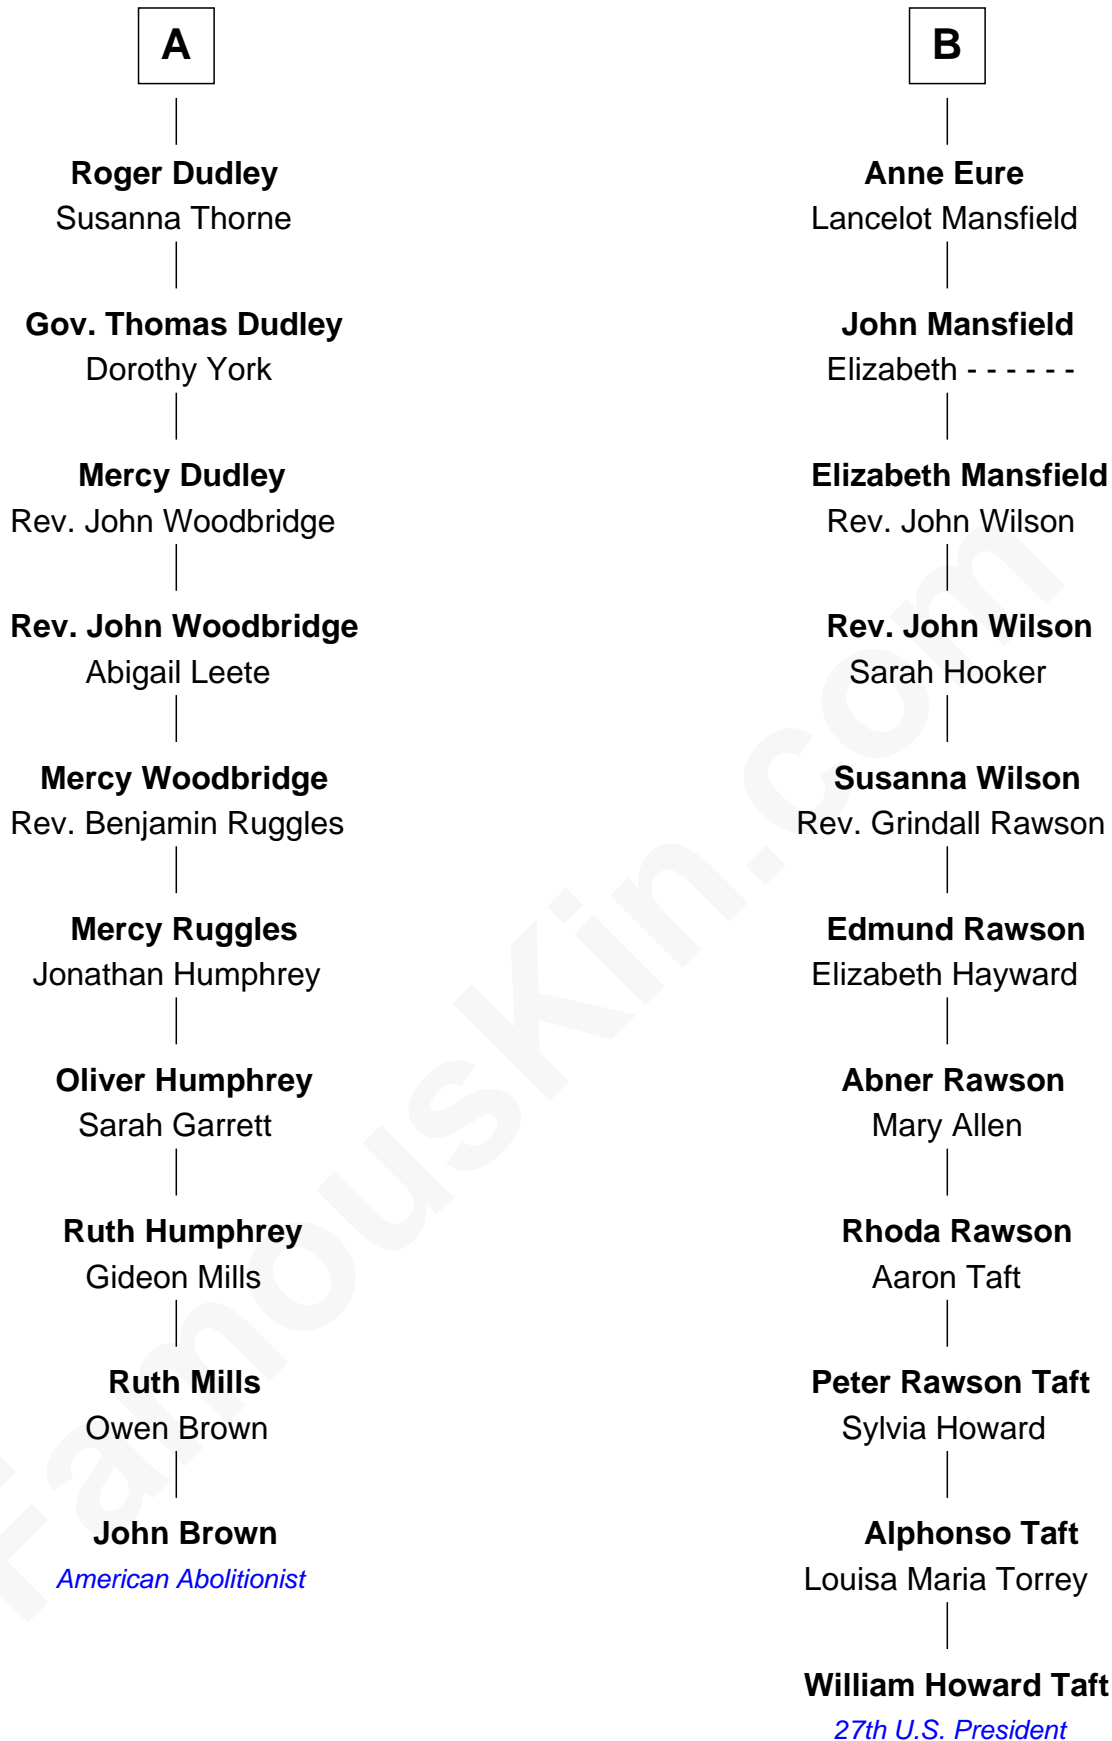 A
Roger Dudley
Susanna Thorne
Gov. Thomas Dudley
Dorothy York
Mercy Dudley
Rev. John Woodbridge
Rev. John Woodbridge
Abigail Leete
Mercy Woodbridge
Rev. Benjamin Ruggles
Mercy Ruggles
Jonathan Humphrey
Oliver Humphrey
Sarah Garrett
Ruth Humphrey
Gideon Mills
Ruth Mills
Owen Brown
John Brown
American Abolitionist
B
Anne Eure
Lancelot Mansfield
John Mansfield
Elizabeth - - - - - -
Elizabeth Mansfield
Rev. John Wilson
Rev. John Wilson
Sarah Hooker
Susanna Wilson
Rev. Grindall Rawson
Edmund Rawson
Elizabeth Hayward
Abner Rawson
Mary Allen
Rhoda Rawson
Aaron Taft
Peter Rawson Taft
Sylvia Howard
Alphonso Taft
Louisa Maria Torrey
William Howard Taft
27th U.S. President
FamousKin.com